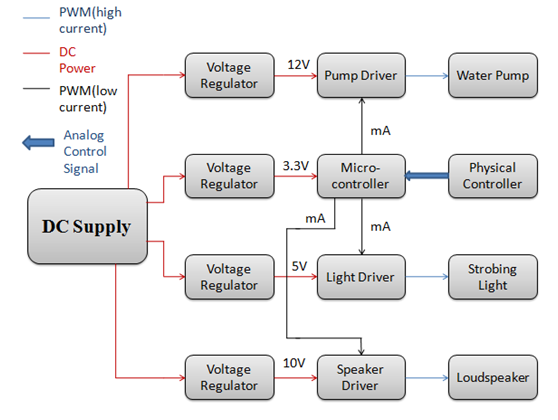 PWM(high
current)
DC
Power
PWM(low
current)
Analog
Control
Signal
Voltage
Regulator
12V
Pump Driver
Water Pump
mA
Voltage
Regulator
3.3V
Micro-
controller
Physical
Controller
DC Supply
mA
mA
Voltage
Regulator
5V
Light Driver
Strobing
Light
Voltage
Regulator
10V
Speaker
Driver
Loudspeaker